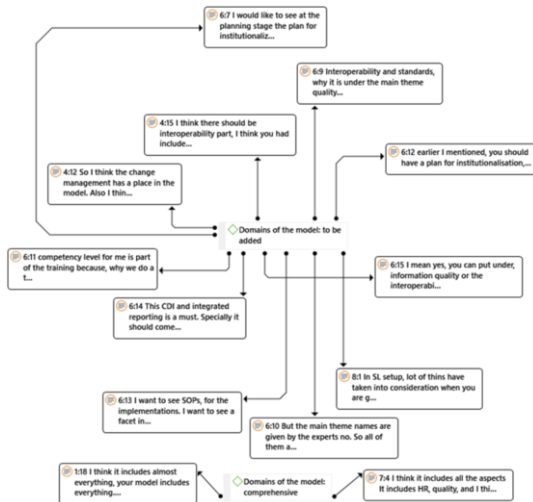 6:7 I would like to see at the
planning stage the plan for
institutionaliz...
6:9 Interoperability and standards,
why it is under the main theme
quality...
4:15 I think there should be
interoperability part, I think you had
include...
6:12 earlier I mentioned, you should
have a plan for institutionalisation,...
4:12 So I think the change
management has a place in the
model. Also I thin...
Domains of the model: to be
added
6:11 competency level for me is part
of the training because, why we do a
t...
6:15 I mean yes, you can put under,
information quality or the
interoperabi...
6:14 This CDI and integrated
reporting is a must. Specially it
should come...
8:1 In SL setup, lot of thins have
taken into consideration when you
are g...
6:13 I want to see SOPs, for the
implementations. I want to see a
facet in...
6:10 But the main theme names are
given by the experts no. So all of
them a...
1:18 I think it includes almost
everything, your model includes
everything....
Domains of the model:
comprehensive
7:4 I think it includes all the aspects
It includes HR, quality, and I thi...